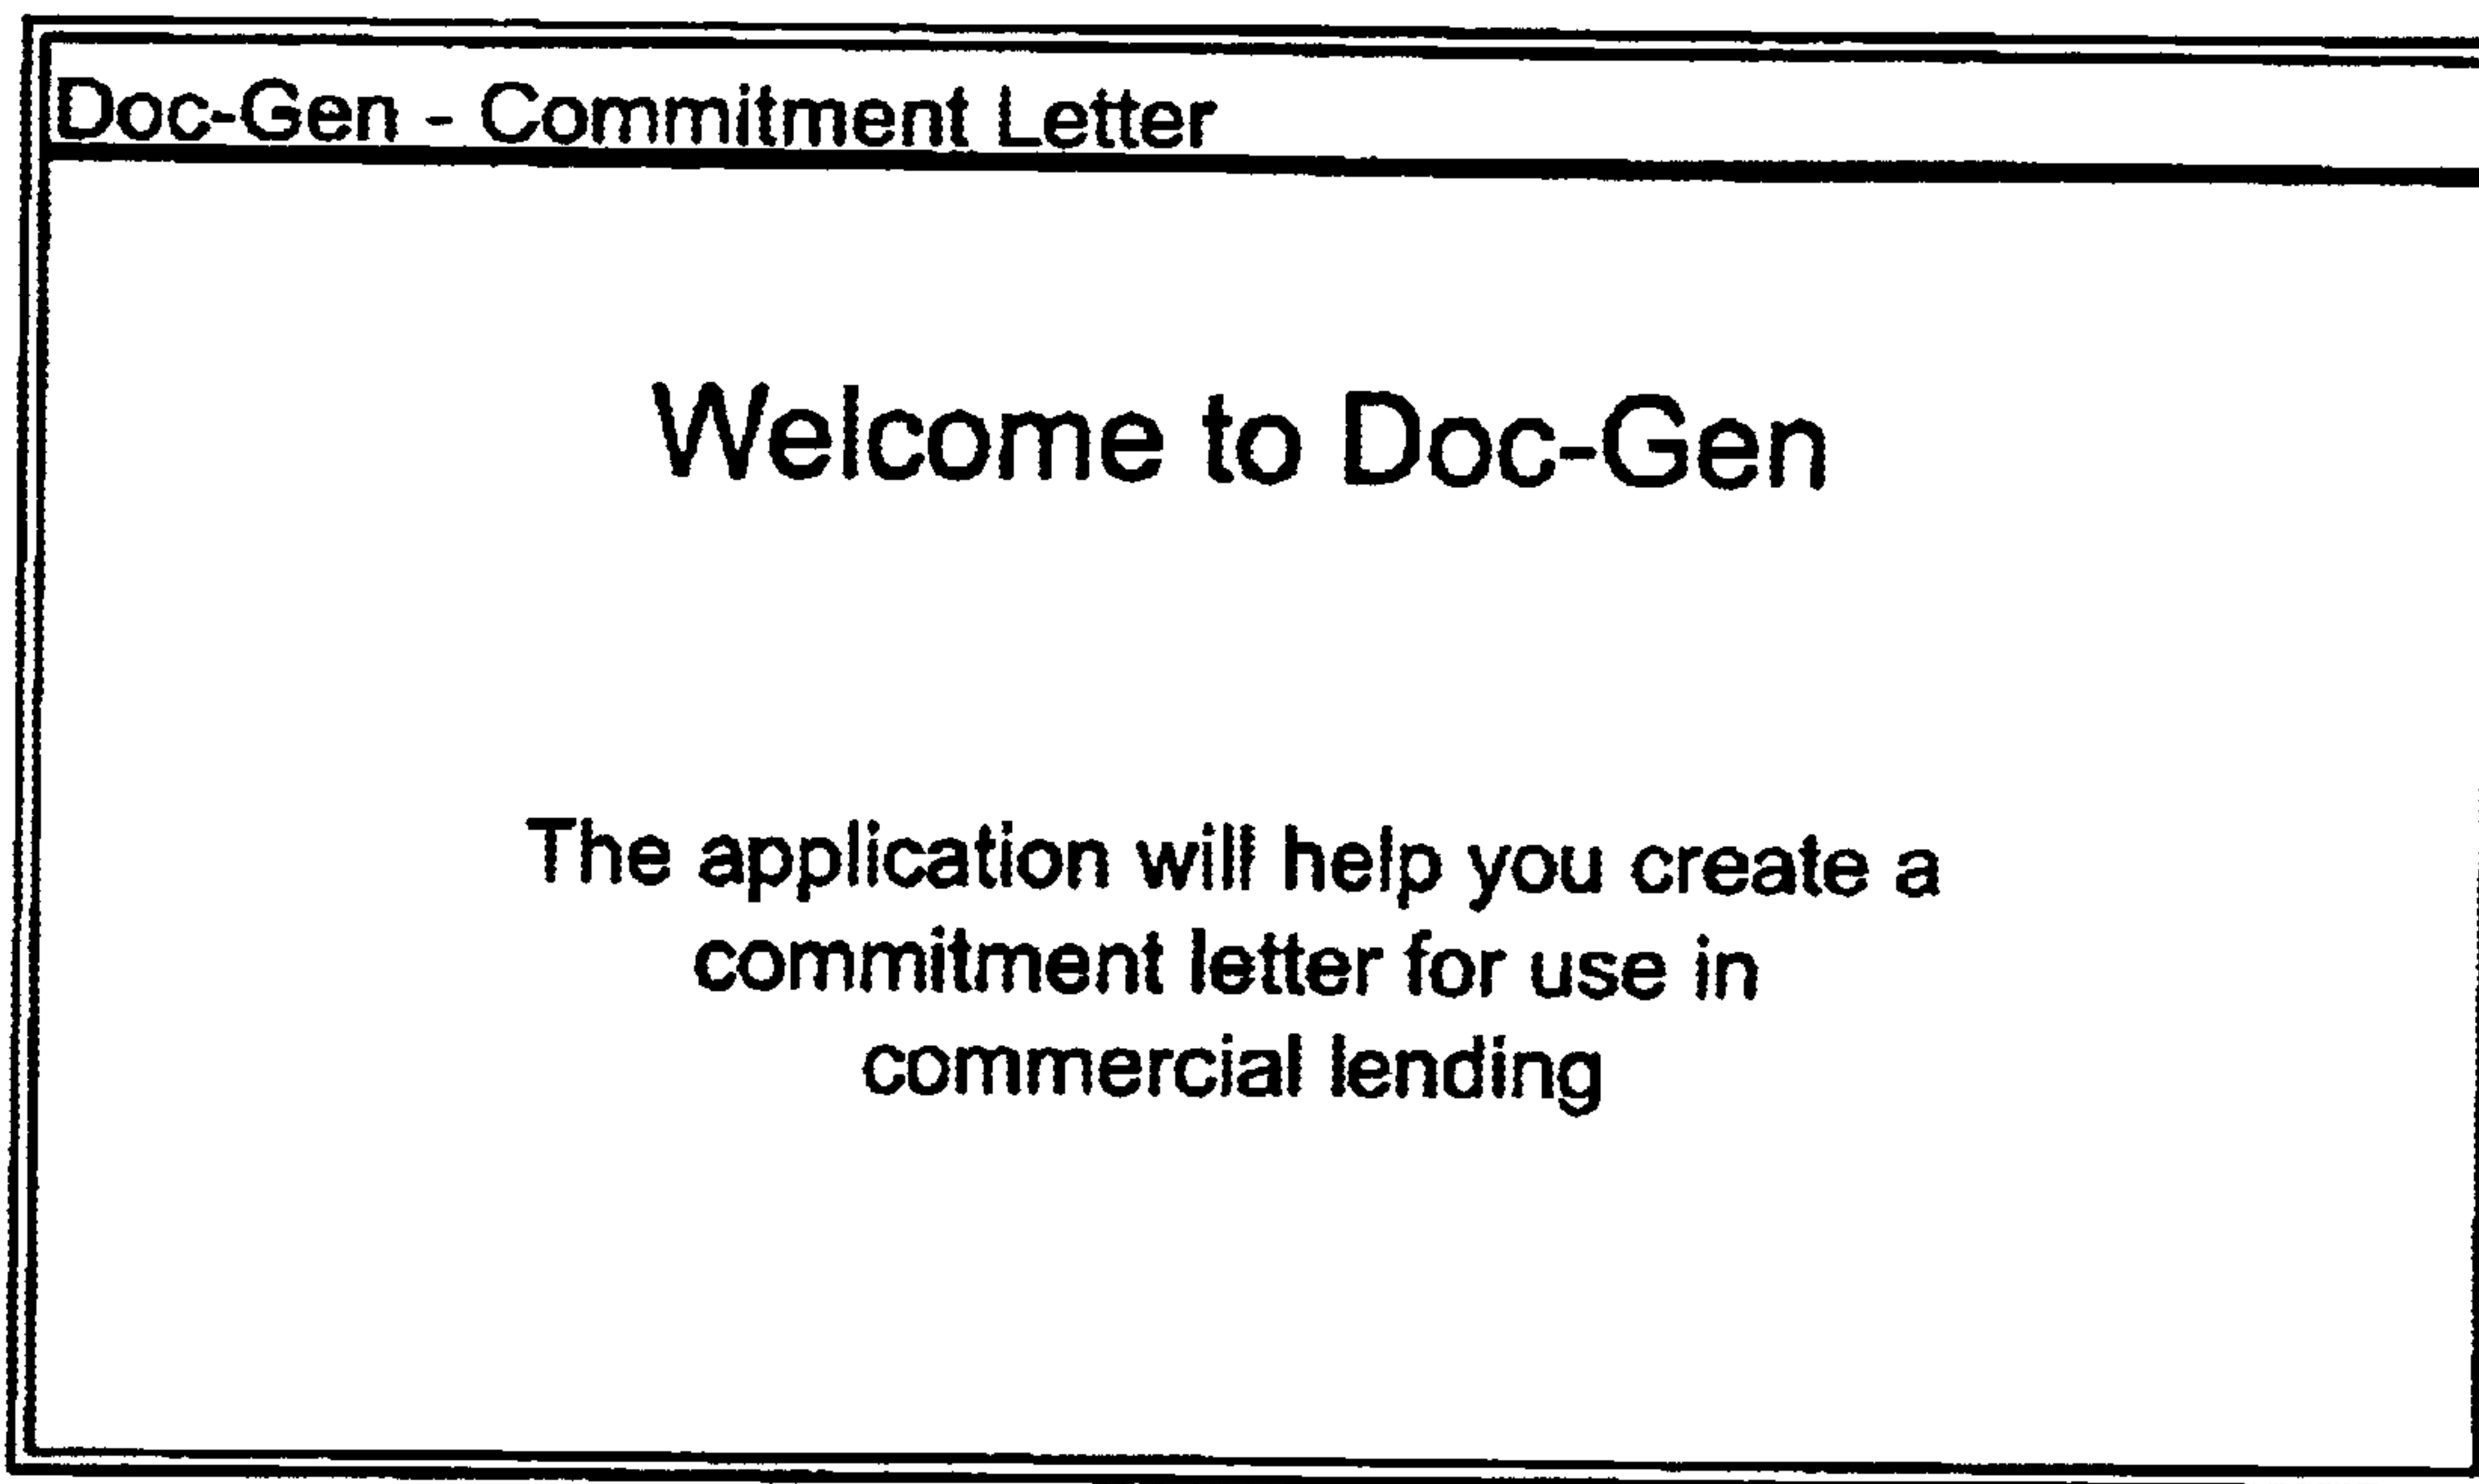 Doc-Gen - Commitment Letter
Welcome to Doc-Gen
The application will help you create a
commitment letter for use in
commercial lending